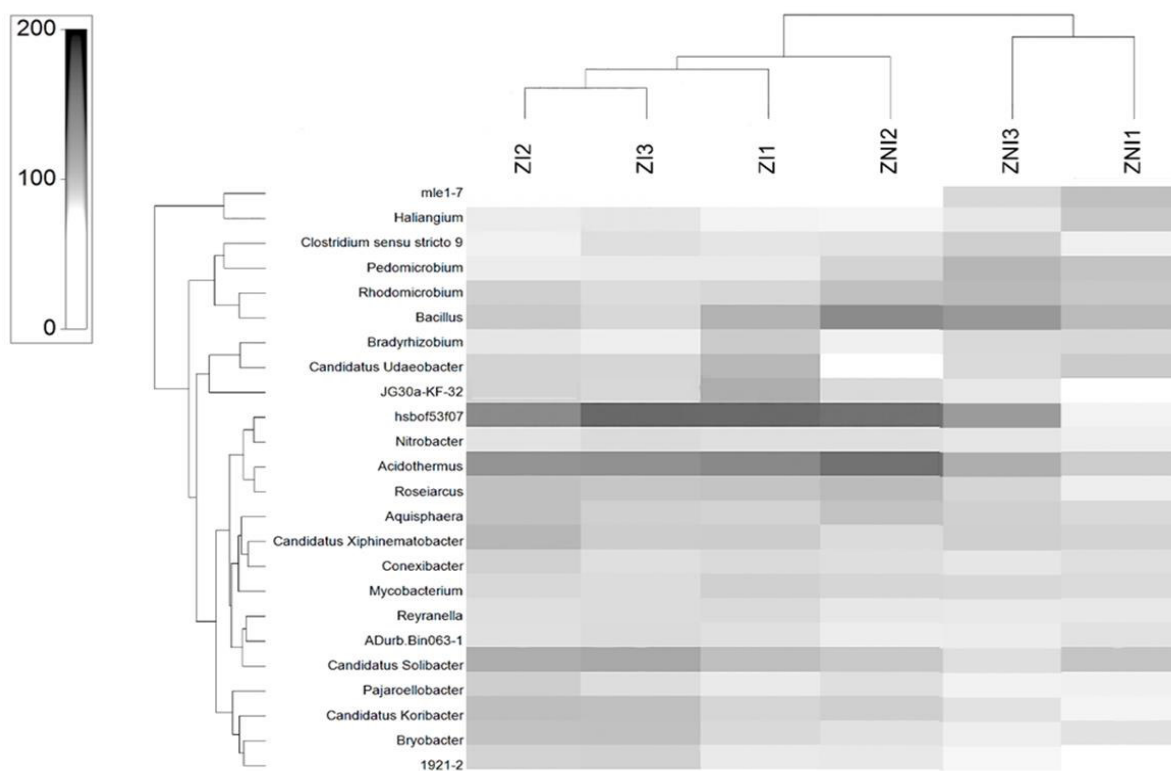 200
100
0
ZI2
ZI3
ZI1
ZNI2
ZNI3
ZNI1
mle1-7
Haliangium
Clostridium sensu stricto 9
Pedomicrobium
Rhodomicrobium
Bacillus
Bradyrhizobium
Candidatus Udaeobacter
JG30a-KF-32
hsbof53f07
Nitrobacter
Acidothermus
Roseiarcus
Aquisphaera
Candidatus Xiphinematobacter
Conexibacter
Mycobacterium
Reyranella
ADurb.Bin063-1
Candidatus Solibacter
Pajaroellobacter
Candidatus Koribacter
Bryobacter
1921-2